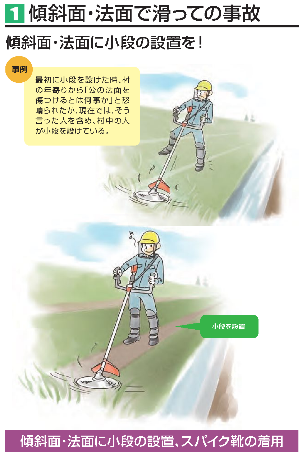 1 傾斜面・法面で滑っての事故
傾斜面・法面に小段の設置を！
事例
最初に小段を設けた時、村
の年寄りから「公の法面を
傷つけるとは何事か」と怒
鳴られたが、現在では、そう
言った人を含め、村中の人
が小段を設けている。
小段を設置
傾斜面・法面に小段の設置、スパイク靴の着用